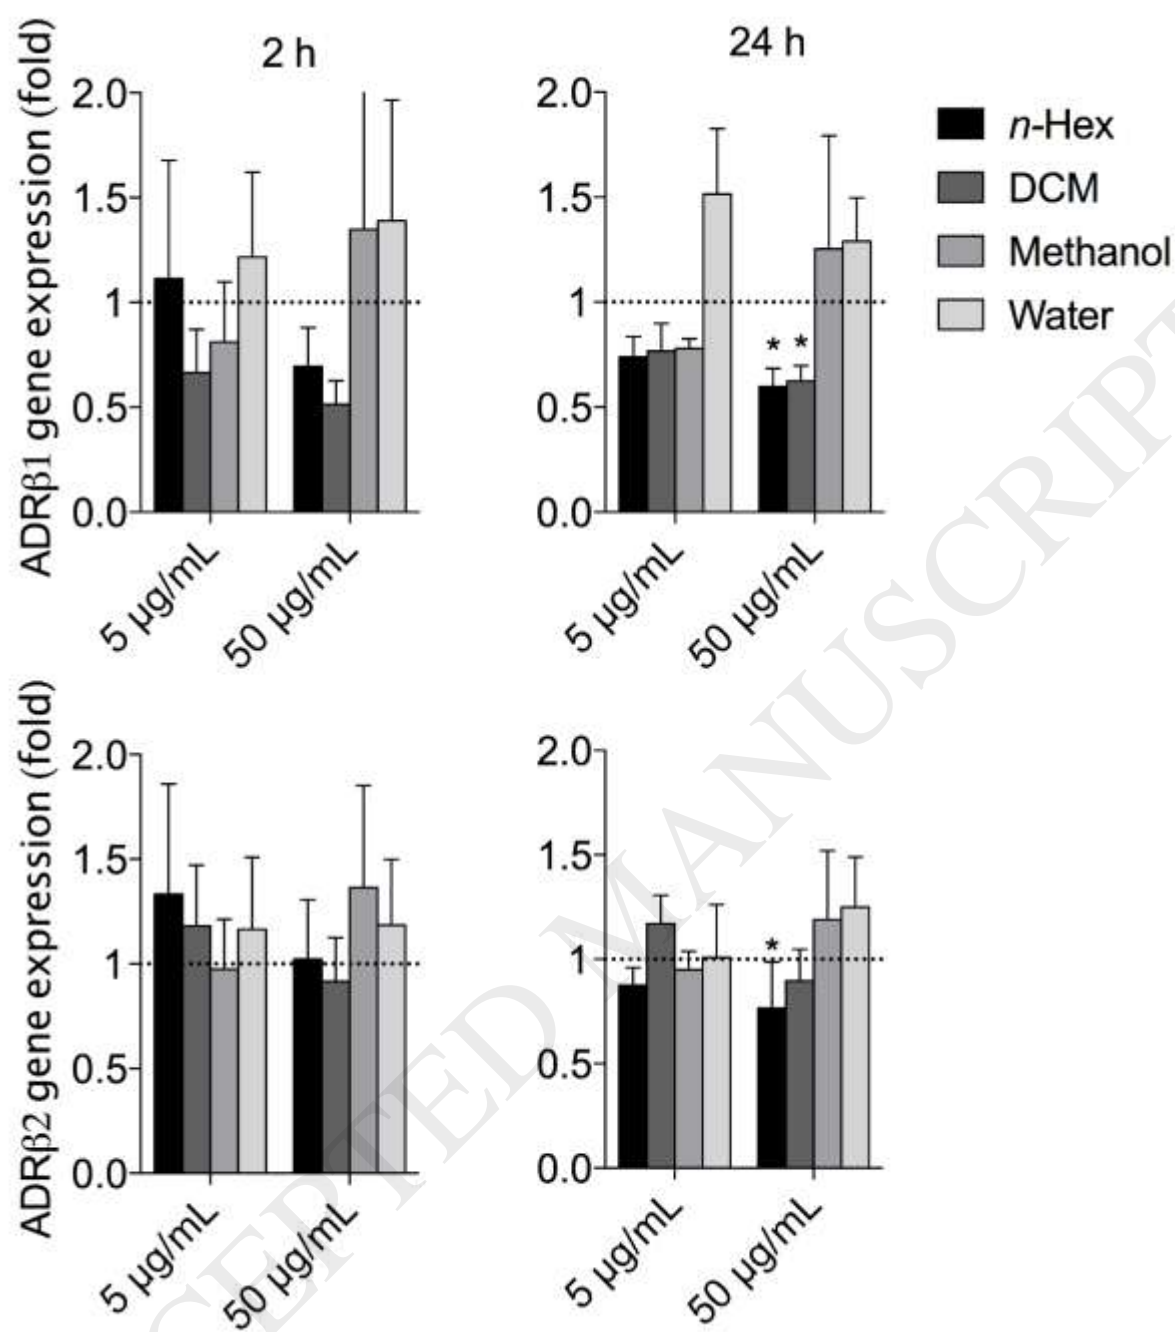 2 h
24 h
ADRβ1 gene expression (fold)
2.0
1.5
1
0.5
0.0
5 µg/mL
50 µg/mL
2.0
1.5
1
0.5
0.0
* *
5 µg/mL
50 µg/mL
n-Hex
DCM
Methanol
Water
ADRβ2 gene expression (fold)
2.0
1.5
1
0.5
0.0
5 µg/mL
50 µg/mL
2.0
1.5
1
0.5
0.0
*
5 µg/mL
50 µg/mL
CEPTED MANUSCRIPT